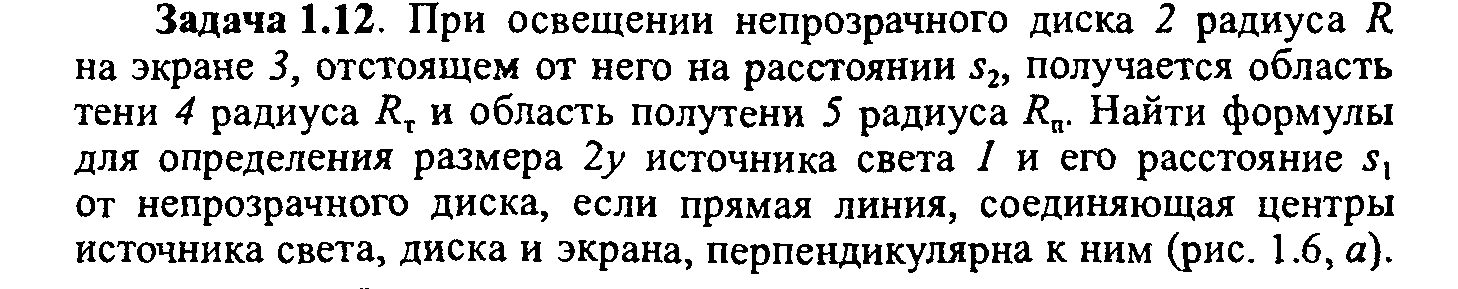 Задача 1.12. При освещении непрозрачного диска 2 радиуса R
на экране 3, отстоящем от него на расстоянии s₂, получается область
тени 4 радиуса Rт и область полутени 5 радиуса Rп. Найти формулы
для определения размера 2y источника света 1 и его расстояние s₁
от непрозрачного диска, если прямая линия, соединяющая центры
источника света, диска и экрана, перпендикулярна к ним (рис. 1.6, а).